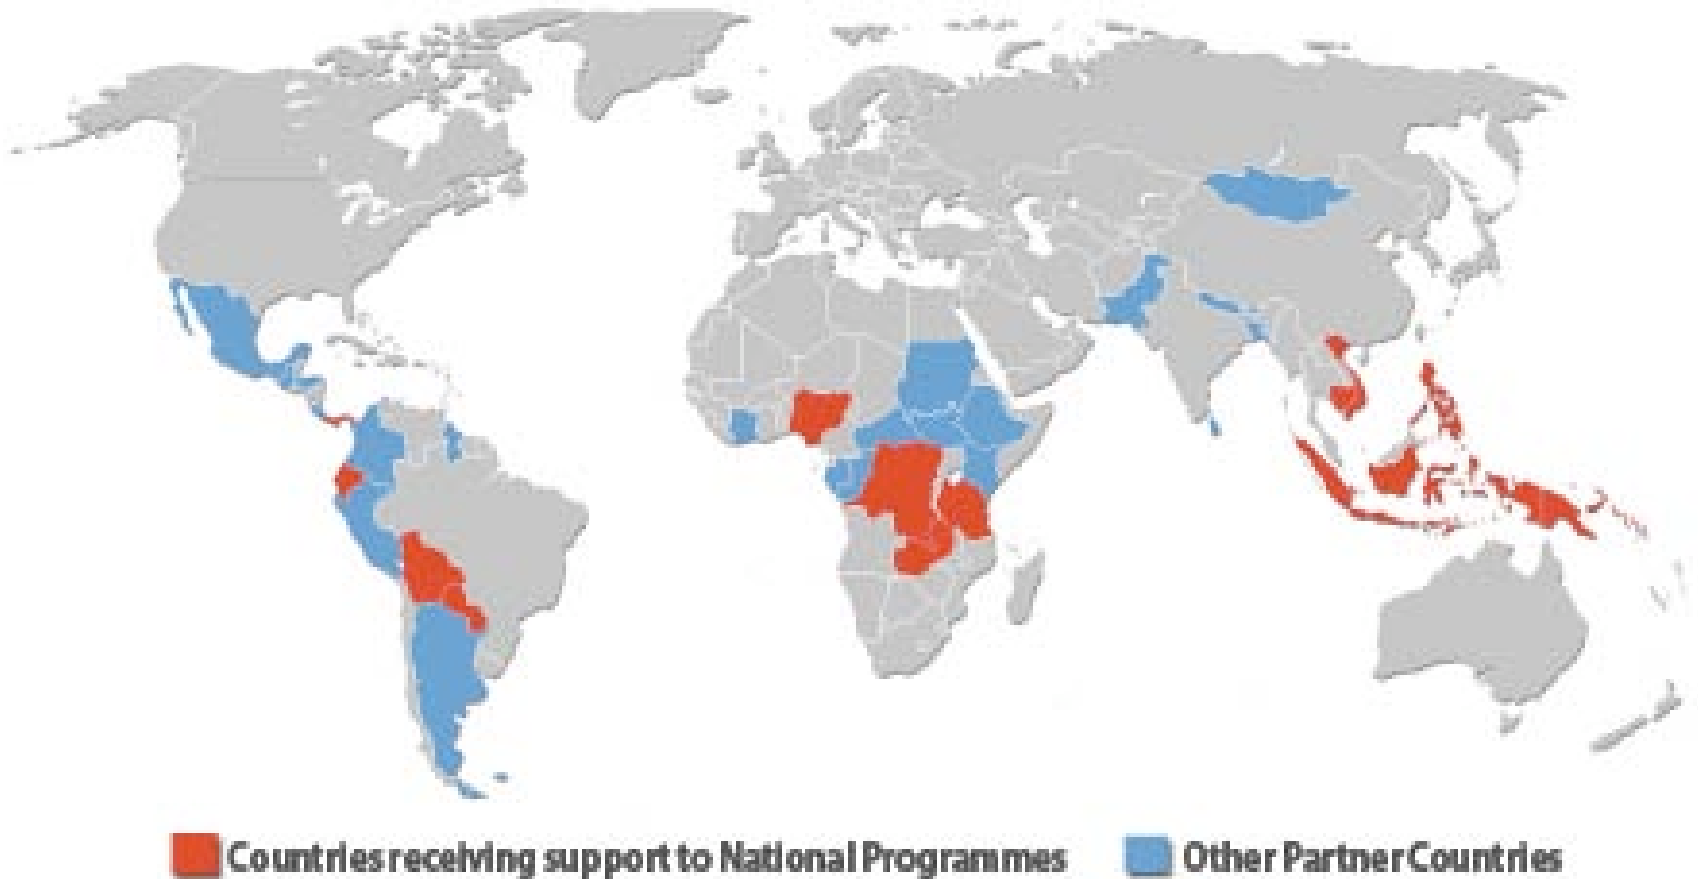 Countries receiving support to National Programmes
Other Partner Countries